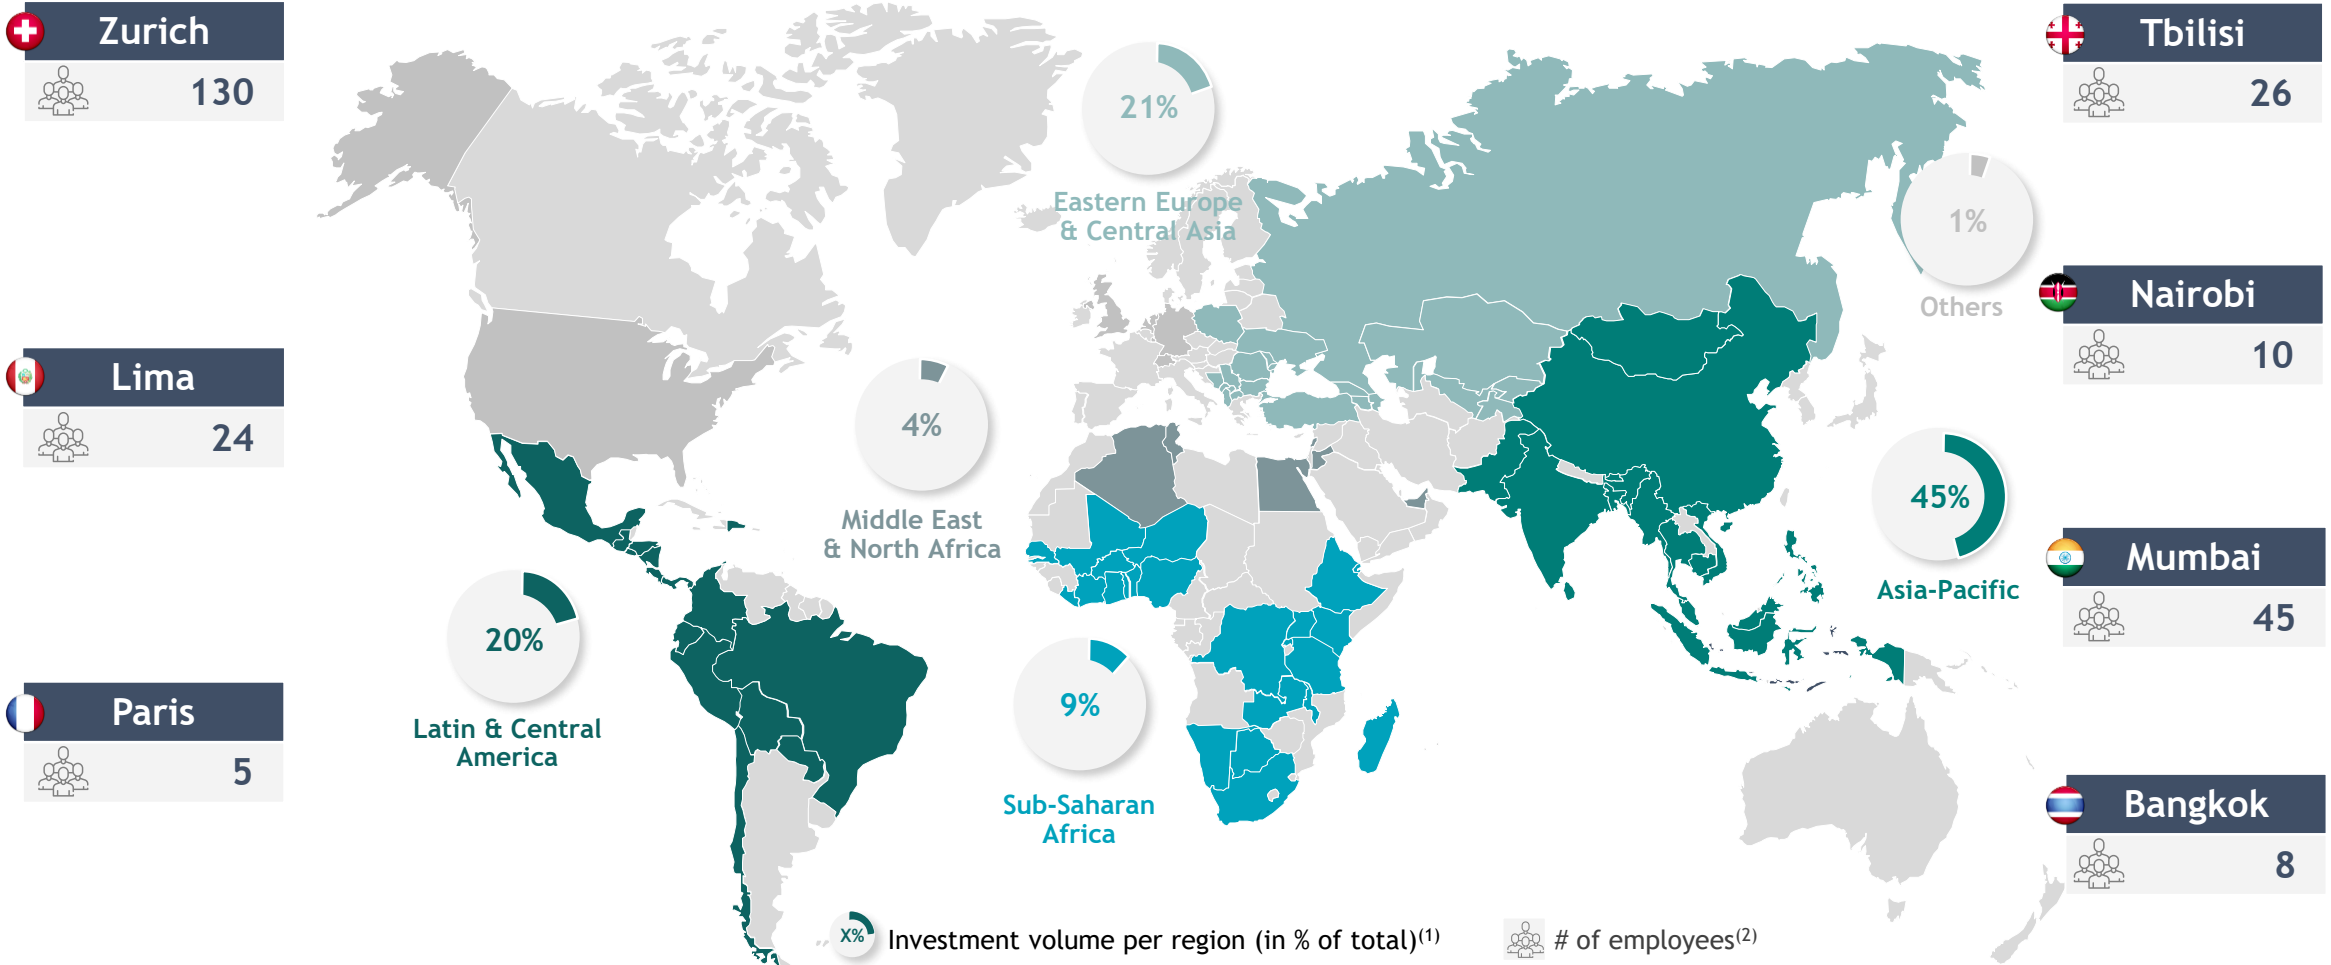 Zurich
130
Lima
24
Paris
5
21%
Eastern Europe
& Central Asia
4%
Middle East
& North Africa
20%
Latin & Central
America
9%
Sub-Saharan
Africa
1%
Others
45%
Asia-Pacific
Tbilisi
26
Nairobi
10
Mumbai
45
Bangkok
8
X% Investment volume per region (in % of total)(1)
# of employees(2)